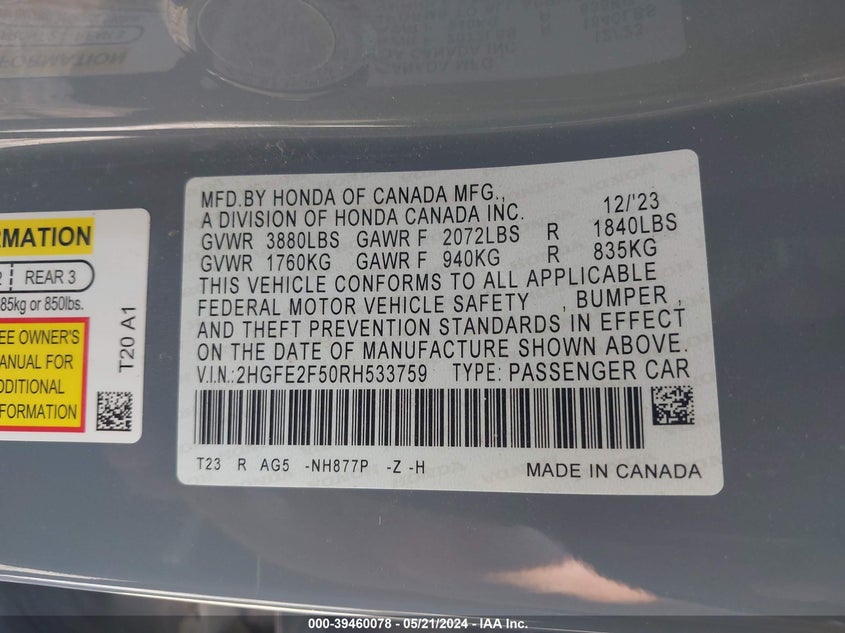 MFD.BY HONDA OF CANADA MFG.,
A DIVISION OF HONDA CANADA INC. 12/'23
GVWR 3880LBS GAWR F 2072LBS R 1840LBS
GVWR 1760KG GAWR F 940KG R 835KG
THIS VEHICLE CONFORMS TO ALL APPLICABLE
FEDERAL MOTOR VEHICLE SAFETY , BUMPER ,
AND THEFT PREVENTION STANDARDS IN EFFECT
ON THE DATE OF MANUFACTURE SHOWN ABOVE.
V.I.N.:2HGFE2F50RH533759 TYPE: PASSENGER CAR
T23 R AG5 -NH877P -Z -H MADE IN CANADA
RMATION
2 REAR 3
85kg or 850lbs.
EE OWNER'S
ANUAL FOR
DDITIONAL
FORMATION
T20 A1
000-39460078 - 05/21/2024 - IAA Inc.